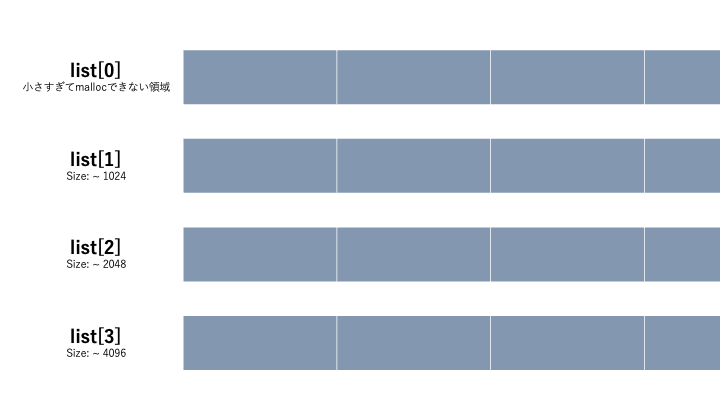 list[0]
小さすぎてmallocできない領域
list[1]
Size: ~ 1024
list[2]
Size: ~ 2048
list[3]
Size: ~ 4096